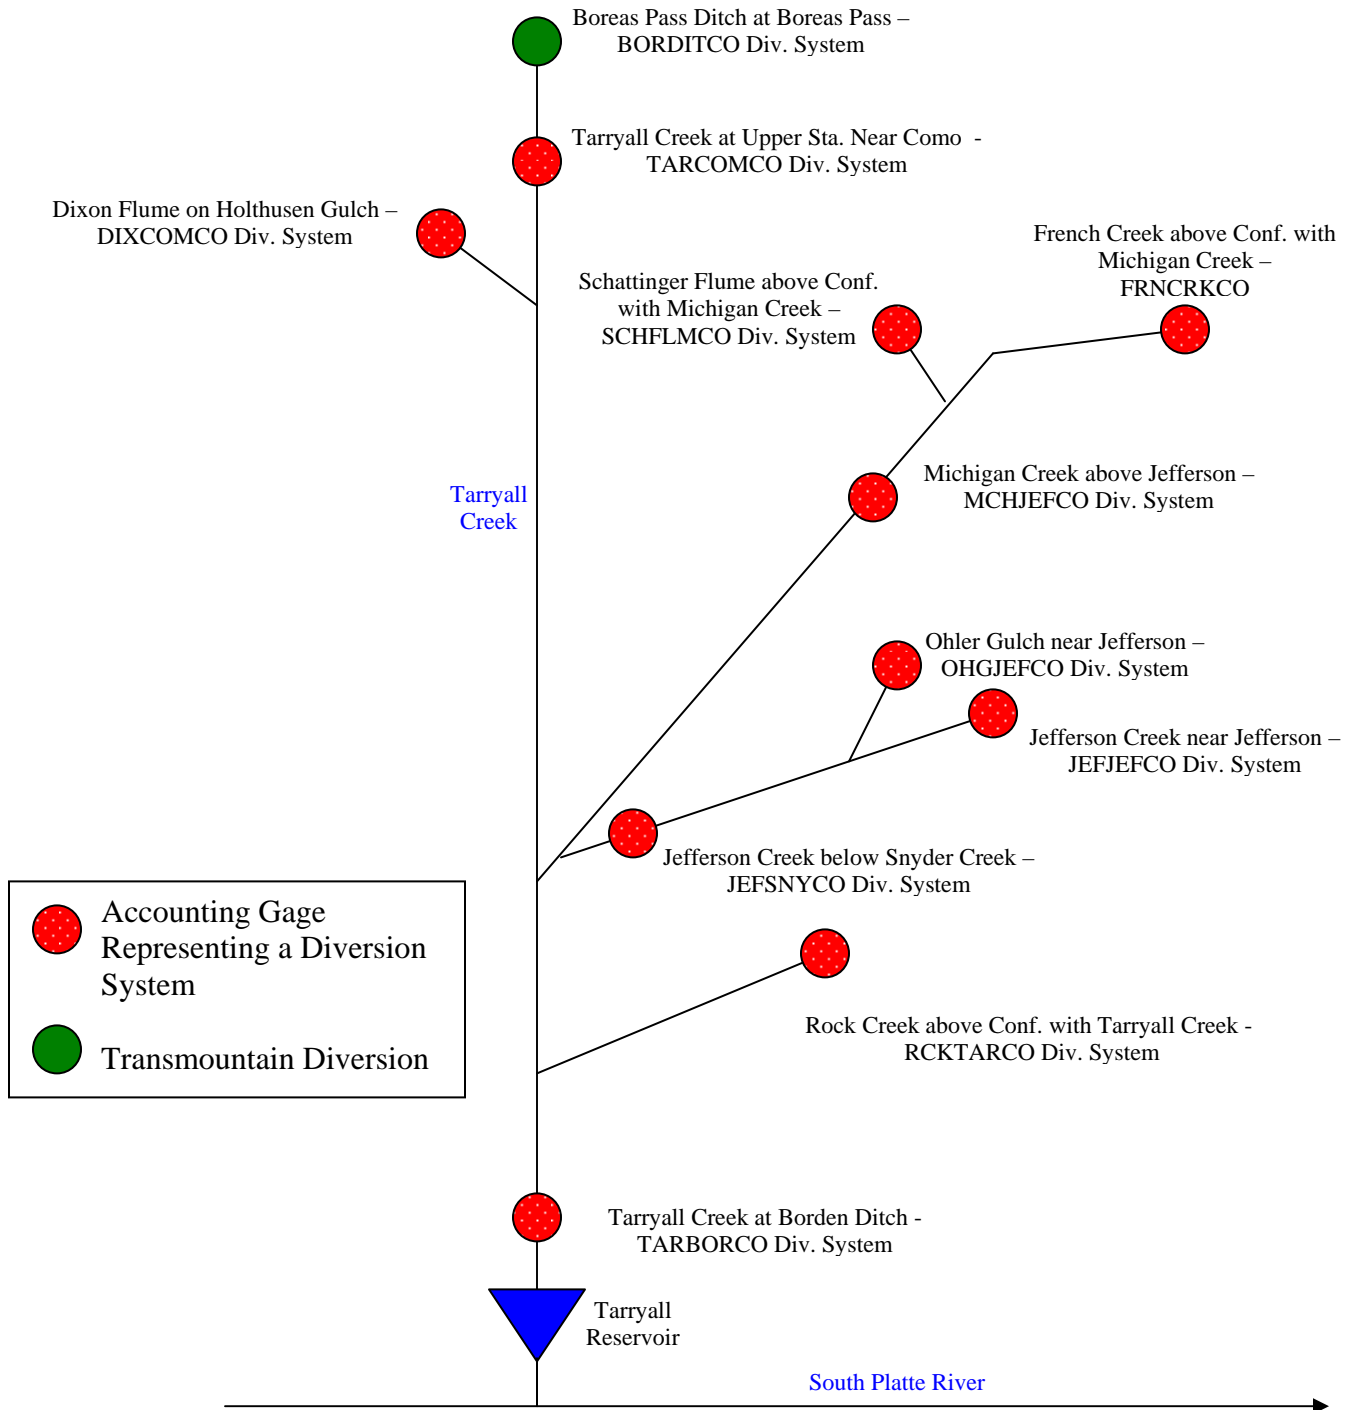 Boreas Pass Ditch at Boreas Pass –
BORDITCO Div. System
Tarryall Creek at Upper Sta. Near Como -
TARCOMCO Div. System
Dixon Flume on Holthusen Gulch –
DIXCOMCO Div. System
French Creek above Conf. with
Michigan Creek –
FRNCRKCO
Schattinger Flume above Conf.
with Michigan Creek –
SCHFLMCO Div. System
Michigan Creek above Jefferson –
MCHJEFCO Div. System
Tarryall
Creek
Ohler Gulch near Jefferson –
OHGJEFCO Div. System
Jefferson Creek near Jefferson –
JEFJEFCO Div. System
Jefferson Creek below Snyder Creek –
JEFSNYCO Div. System
Accounting Gage
Representing a Diversion
System
Transmountain Diversion
Rock Creek above Conf. with Tarryall Creek -
RCKTARCO Div. System
Tarryall Creek at Borden Ditch -
TARBORCO Div. System
Tarryall
Reservoir
South Platte River